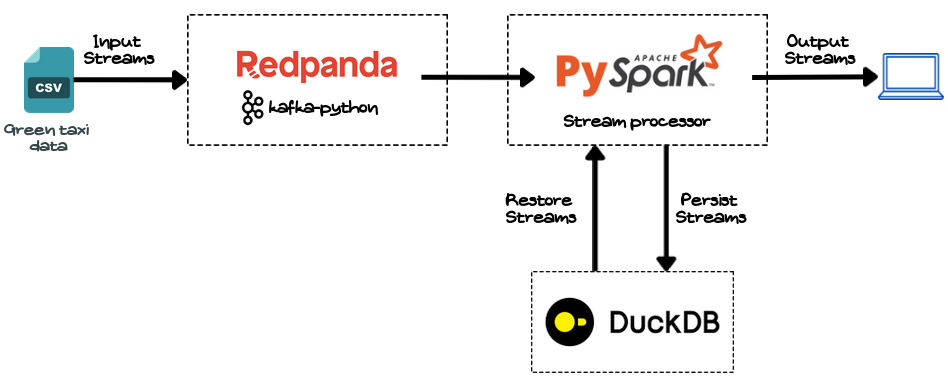 Input
Streams
CSV
Green taxi
data
Redpanda
kafka-python
APACHE
PySpark™
Stream processor
Output
Streams
Restore
Streams
Persist
Streams
DuckDB